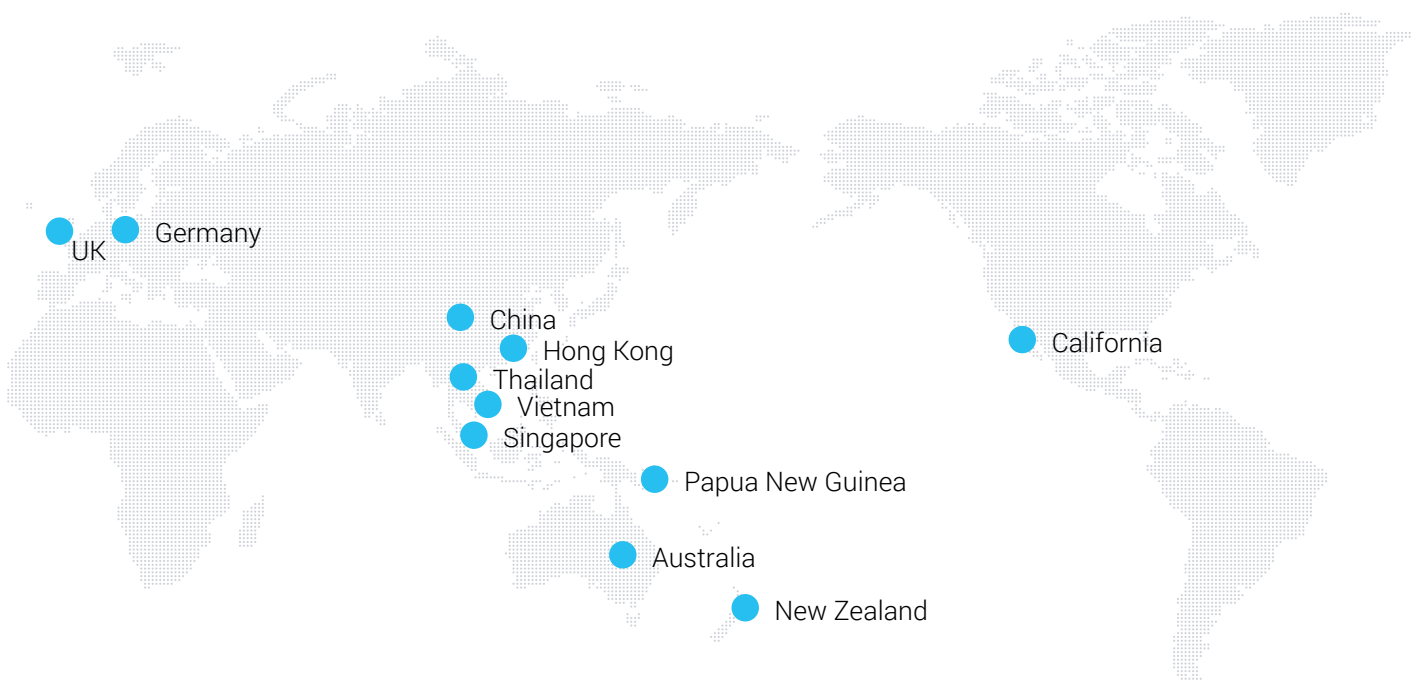 Germany
UK
China
Hong Kong
California
Thailand
Vietnam
Singapore
Papua New Guinea
Australia
New Zealand